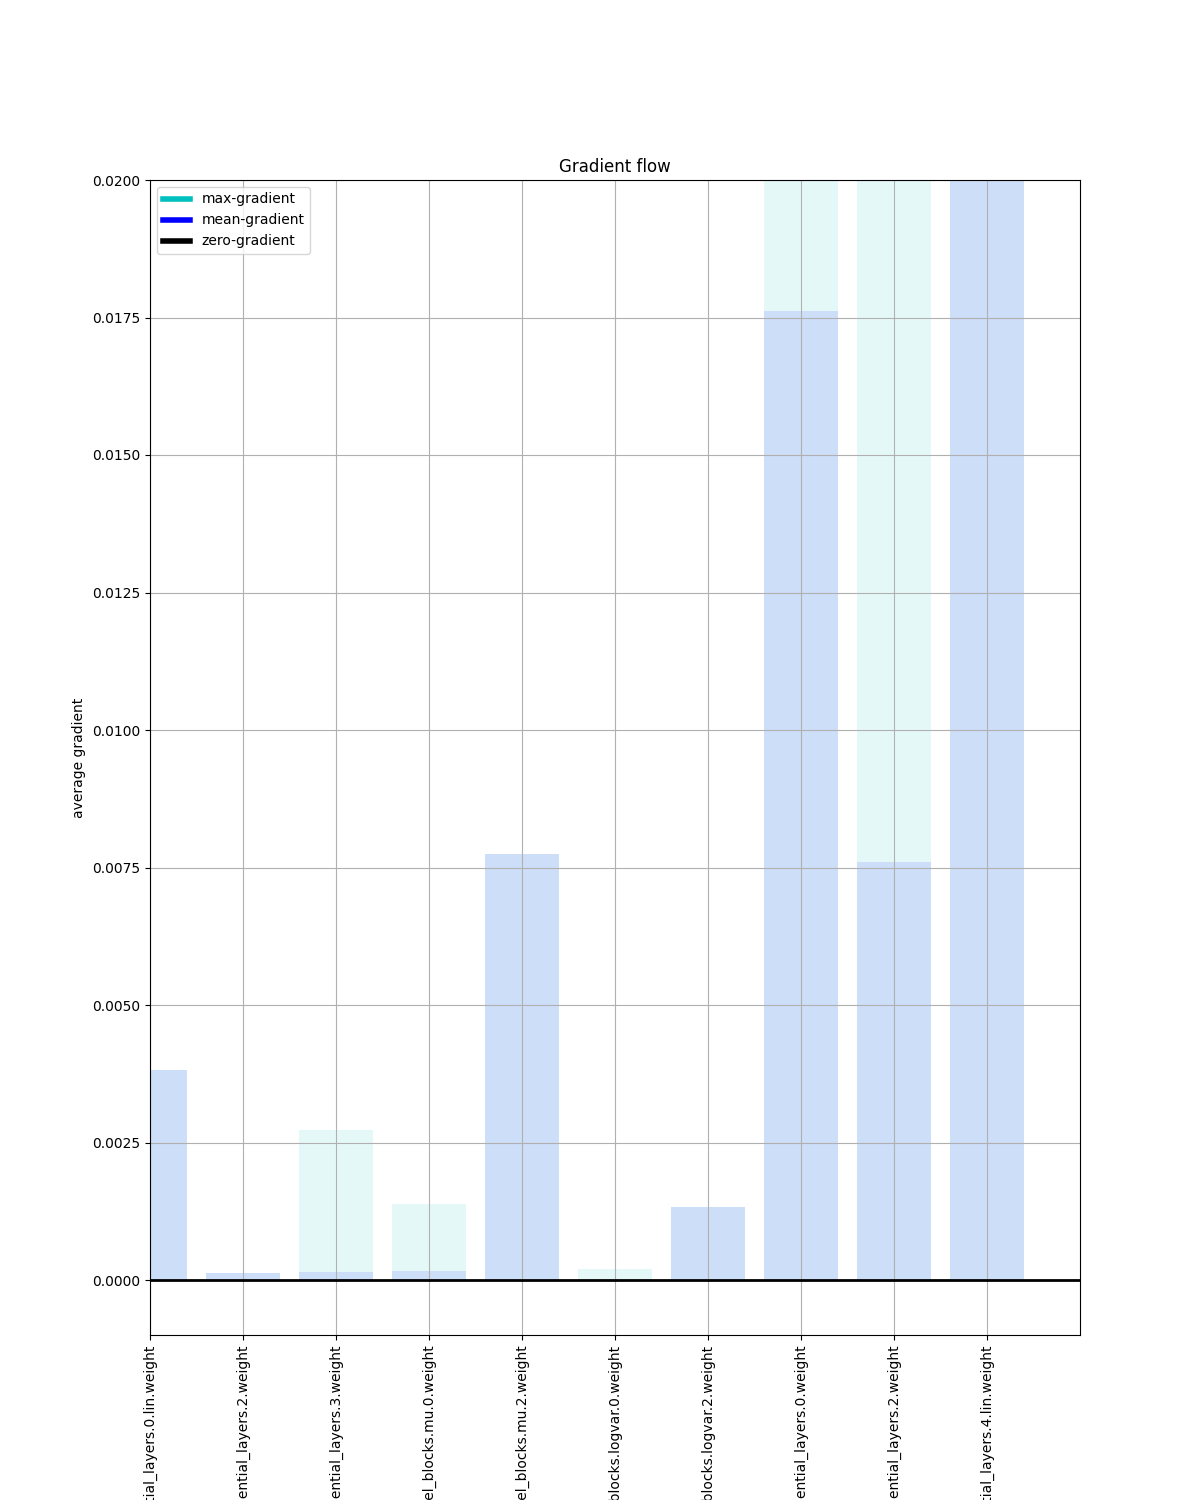 Gradient flow
max-gradient
mean-gradient
zero-gradient
0.0200
0.0175
0.0150
0.0125
0.0100
0.0075
0.0050
0.0025
0.0000
average gradient
tial_layers.0.lin.weight
ential_layers.2.weight
ential_layers.3.weight
el_blocks.mu.0.weight
el_blocks.mu.2.weight
blocks.logvar.0.weight
blocks.logvar.2.weight
ential_layers.0.weight
ential_layers.2.weight
tial_layers.4.lin.weight